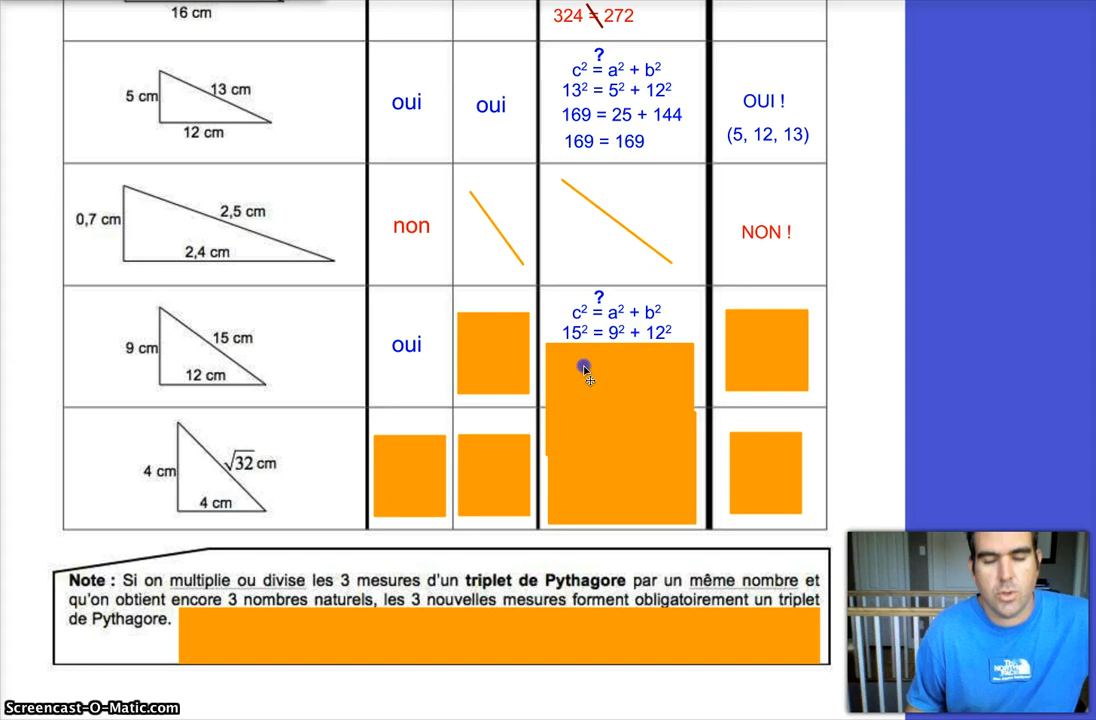 16 cm
324 = 272
5 cm
13 cm
12 cm
oui
oui
?
c² = a² + b²
13² = 5² + 12²
169 = 25 + 144
169 = 169
OUI !
(5, 12, 13)
0,7 cm
2,5 cm
2,4 cm
non
NON !
9 cm
15 cm
12 cm
oui
?
c² = a² + b²
15² = 9² + 12²
4 cm
√32 cm
4 cm
Note : Si on multiplie ou divise les 3 mesures d'un triplet de Pythagore par un même nombre et
qu'on obtient encore 3 nombres naturels, les 3 nouvelles mesures forment obligatoirement un triplet
de Pythagore.
THE
NORTH
FACE
Screencast-O-Matic.com